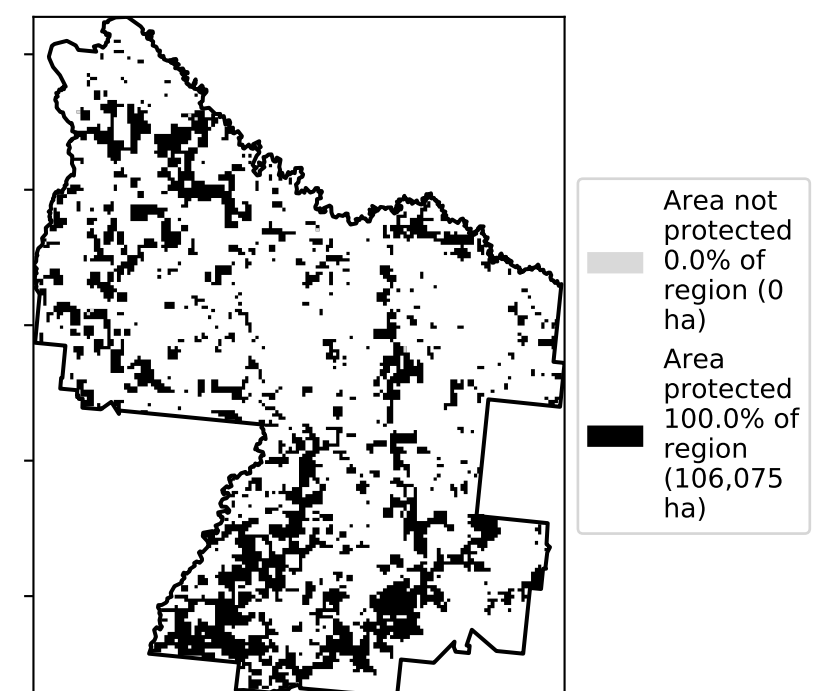 Area not
protected
0.0% of
region (0
ha)
Area
protected
100.0% of
region
(106,075
ha)